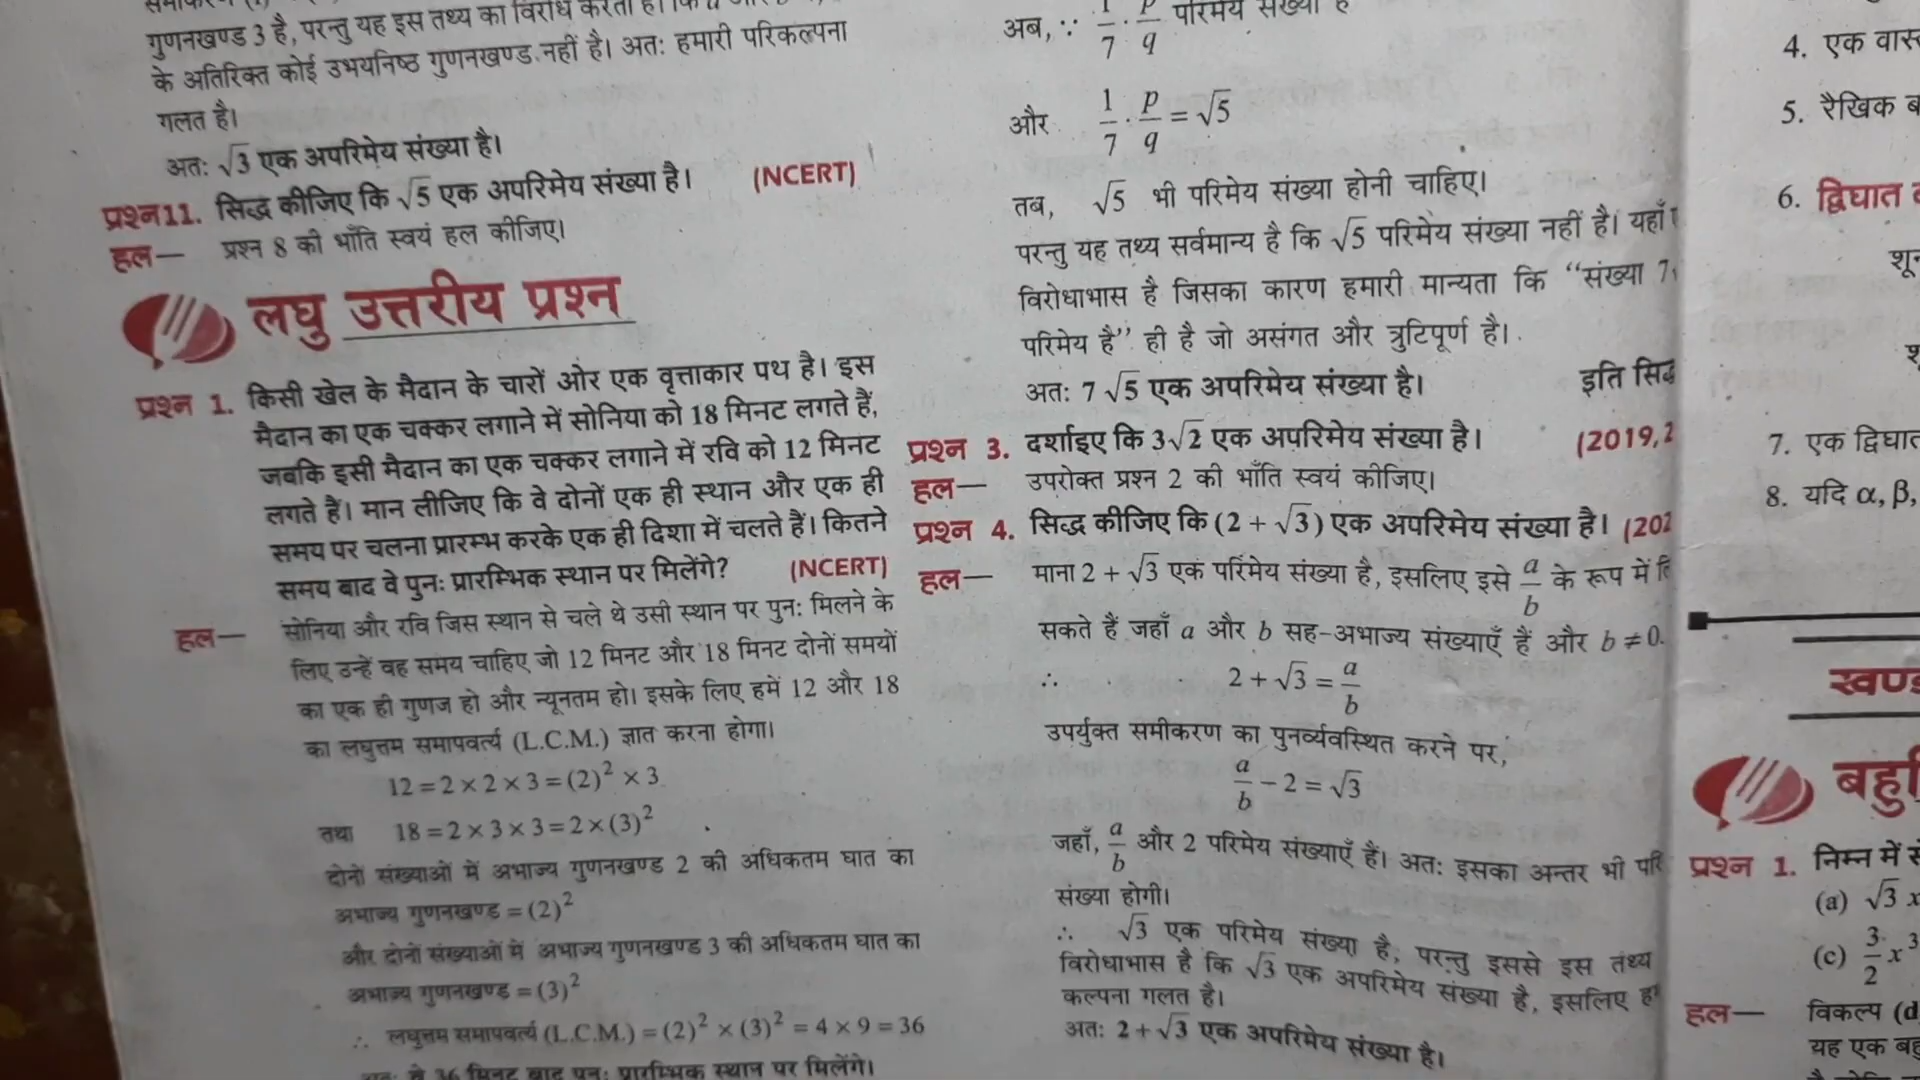 गुणनखण्ड 3 है, परन्तु यह इस तथ्य का विरोध करता है। कि
के अतिरिक्त कोई उभयनिष्ठ गुणनखण्ड नहीं है। अतः हमारी परिकल्पना
गलत है।
अतः √3 एक अपरिमेय संख्या है।
प्रश्न11. सिद्ध कीजिए कि √5 एक अपरिमेय संख्या है। (NCERT)
हल— प्रश्न 8 की भाँति स्वयं हल कीजिए।
लघु उत्तरीय प्रश्न
प्रश्न 1. किसी खेल के मैदान के चारों ओर एक वृत्ताकार पथ है। इस
मैदान का एक चक्कर लगाने में सोनिया को 18 मिनट लगते हैं,
जबकि इसी मैदान का एक चक्कर लगाने में रवि को 12 मिनट
लगते हैं। मान लीजिए कि वे दोनों एक ही स्थान और एक ही
समय पर चलना प्रारम्भ करके एक ही दिशा में चलते हैं। कितने
समय बाद वे पुनः प्रारम्भिक स्थान पर मिलेंगे? (NCERT)
हल— सोनिया और रवि जिस स्थान से चले थे उसी स्थान पर पुनः मिलने के
लिए उन्हें वह समय चाहिए जो 12 मिनट और 18 मिनट दोनों समयों
का एक ही गुणज हो और न्यूनतम हो। इसके लिए हमें 12 और 18
का लघुत्तम समापवर्त्य (L.C.M.) ज्ञात करना होगा।
12 = 2 × 2 × 3 = (2)² × 3
तथा 18 = 2 × 3 × 3 = 2 × (3)²
दोनों संख्याओं में अभाज्य गुणनखण्ड 2 की अधिकतम घात का
अभाज्य गुणनखण्ड = (2)²
और दोनों संख्याओं में अभाज्य गुणनखण्ड 3 की अधिकतम घात का
अभाज्य गुणनखण्ड = (3)²
∴ लघुत्तम समापवर्त्य (L.C.M.) = (2)² × (3)² = 4 × 9 = 36
अतः वे 36 मिनट बाद पुनः प्रारम्भिक स्थान पर मिलेंगे।
अब, ∵ 1/7 · p/q परिमेय संख्या है
और 1/7 · p/q = √5
तब, √5 भी परिमेय संख्या होनी चाहिए।
परन्तु यह तथ्य सर्वमान्य है कि √5 परिमेय संख्या नहीं है। यहाँ
विरोधाभास है जिसका कारण हमारी मान्यता कि “संख्या 7
परिमेय है” ही है जो असंगत और त्रुटिपूर्ण है।
अतः 7 √5 एक अपरिमेय संख्या है। इति सिद्ध
प्रश्न 3. दर्शाइए कि 3√2 एक अपरिमेय संख्या है। (2019, 2
हल— उपरोक्त प्रश्न 2 की भाँति स्वयं कीजिए।
प्रश्न 4. सिद्ध कीजिए कि (2 + √3) एक अपरिमेय संख्या है। (202
हल— माना 2 + √3 एक परिमेय संख्या है, इसलिए इसे a/b के रूप में
सकते हैं जहाँ a और b सह-अभाज्य संख्याएँ हैं और b ≠ 0.
∴ 2 + √3 = a/b
उपर्युक्त समीकरण का पुनर्व्यवस्थित करने पर,
a/b − 2 = √3
जहाँ, a/b और 2 परिमेय संख्याएँ हैं। अतः इसका अन्तर भी परि
संख्या होगी।
∴ √3 एक परिमेय संख्या है, परन्तु इससे इस तथ्य
विरोधाभास है कि √3 एक अपरिमेय संख्या है, इसलिए
कल्पना गलत है।
अतः 2 + √3 एक अपरिमेय संख्या है।
4. एक वास्
5. रैखिक ब
6. द्विघात
शून
7. एक द्विघात
8. यदि α, β,
खण्ड
बहुि
प्रश्न 1. निम्न में से
(a) √3 x
(c) 3/2 x³
हल— विकल्प (d
यह एक बहु